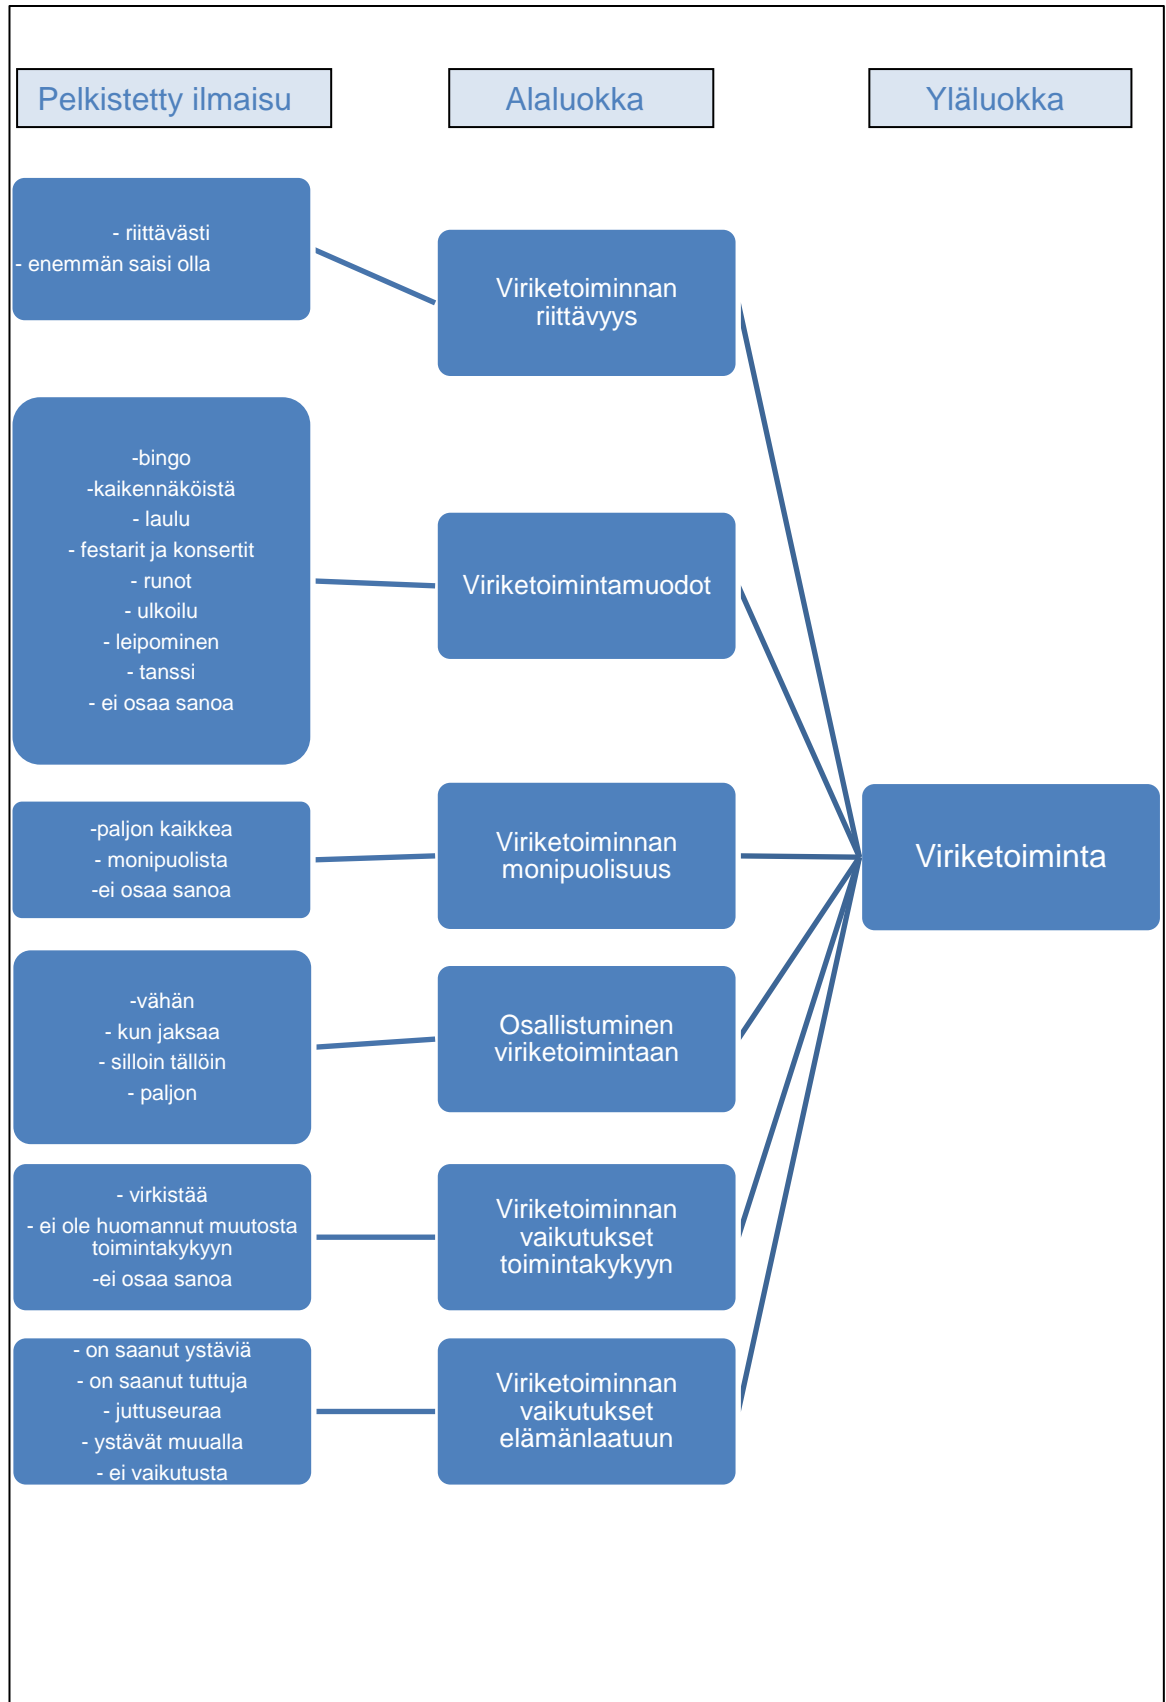 Pelkistetty ilmaisu
Alaluokka
Yläluokka
- riittävästi
- enemmän saisi olla
Viriketoiminnan
riittävyys
-bingo
-kaikennäköistä
- laulu
- festarit ja konsertit
- runot
- ulkoilu
- leipominen
- tanssi
- ei osaa sanoa
Viriketoimintamuodot
-paljon kaikkea
- monipuolista
-ei osaa sanoa
Viriketoiminnan
monipuolisuus
Viriketoiminta
-vähän
- kun jaksaa
- silloin tällöin
- paljon
Osallistuminen
viriketoimintaan
- virkistää
- ei ole huomannut muutosta
toimintakykyyn
-ei osaa sanoa
Viriketoiminnan
vaikutukset
toimintakykyyn
- on saanut ystäviä
- on saanut tuttuja
- juttuseuraa
- ystävät muualla
- ei vaikutusta
Viriketoiminnan
vaikutukset
elämänlaatuun